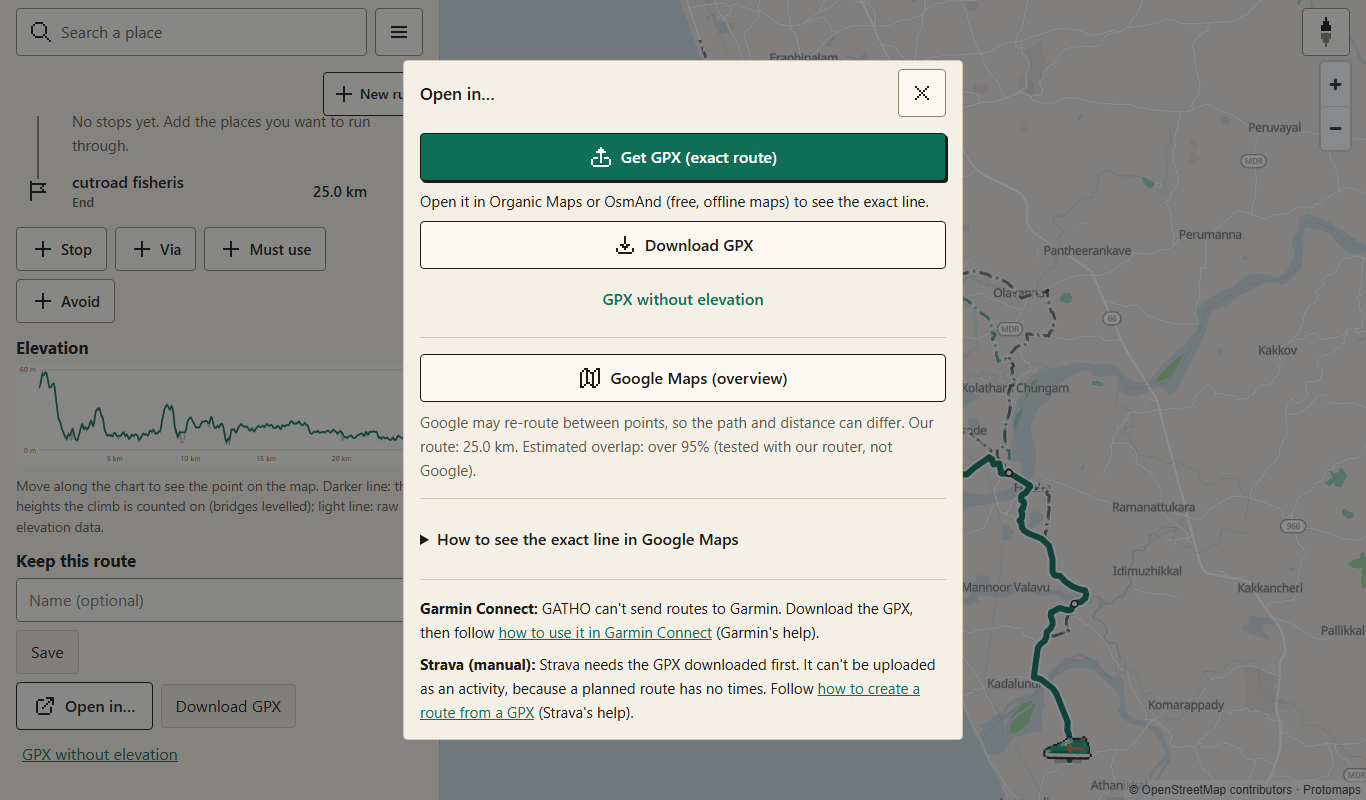 Search a place
New
No stops yet. Add the places you want to run
through.
cutroad fisheris
25.0 km
End
Stop
Via
Must use
Avoid
Elevation
60 m
0 m
5 km
10 km
15 km
20 km
Move along the chart to see the point on the map. Darker line:
heights the climb is counted on (bridges levelled); light line: raw
elevation data.
Keep this route
Name (optional)
Save
Open in...
Download GPX
GPX without elevation
Open in...
Get GPX (exact route)
Open it in Organic Maps or OsmAnd (free, offline maps) to see the exact line.
Download GPX
GPX without elevation
Google Maps (overview)
Google may re-route between points, so the path and distance can differ. Our
route: 25.0 km. Estimated overlap: over 95% (tested with our router, not
Google).
How to see the exact line in Google Maps
Garmin Connect: GATHO can't send routes to Garmin. Download the GPX,
then follow how to use it in Garmin Connect (Garmin's help).
Strava (manual): Strava needs the GPX downloaded first. It can't be uploaded
as an activity, because a planned route has no times. Follow how to create a
route from a GPX (Strava's help).
Peruvayal
MDR
Perumanna
Pantheerankave
MDR
66
Kakkov
Kolathara
Chungam
Ramanattukara
966
Mannoor Valavu
Idimuzhikkal
Kakkancheri
Pallikkal
Komarappady
MDR
© OpenStreetMap contributors · Protomaps